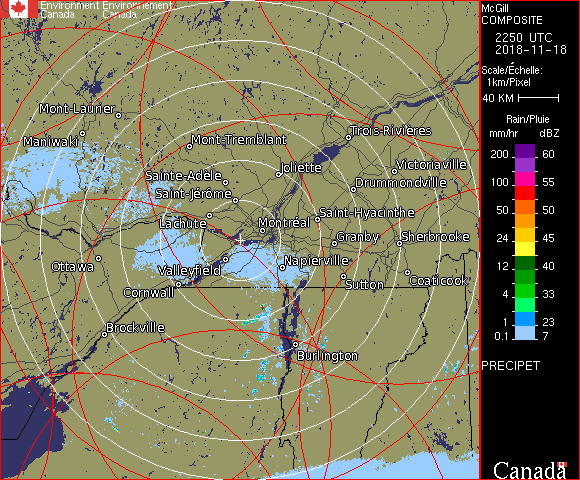 Environment Environnement
Canada Canada
McGill
COMPOSITE
2250 UTC
2018-11-18
Scale/Échelle:
1km/Pixel
40 KM
Rain/Pluie
mm/hr dBZ
200 60
150 55
100 55
50 50
24 45
12 40
4 33
1 23
0.1 7
PRECIPET
Canada
Mont-Laurier
Maniwaki
Mont-Tremblant
Trois-Rivières
Joliette
Victoriaville
Sainte-Adèle
Drummondville
Saint-Jérôme
Saint-Hyacinthe
Lachute
Montréal
Granby
Sherbrooke
Ottawa
Valleyfield
Napierville
Sutton
Coaticook
Cornwall
Brockville
Burlington